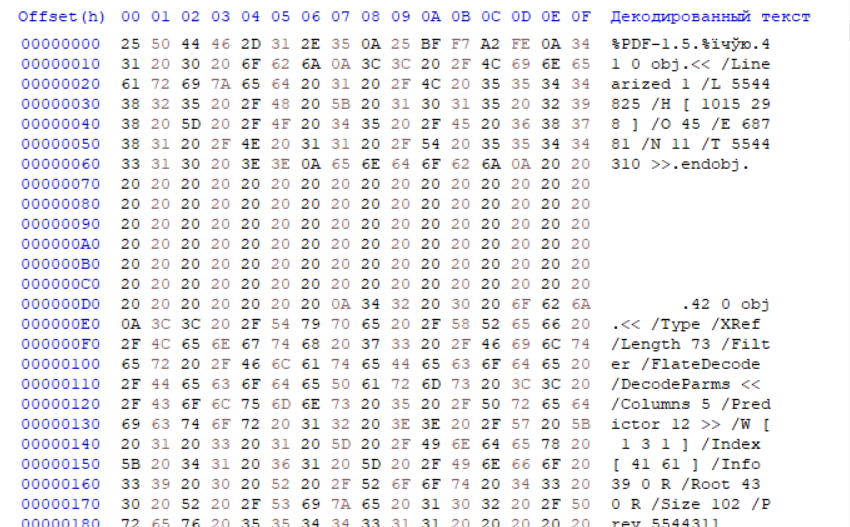 Offset(h) 00 01 02 03 04 05 06 07 08 09 0A 0B 0C 0D 0E 0F Декодированный текст
00000000 25 50 44 46 2D 31 2E 35 0A 25 BF F7 A2 FE 0A 34 %PDF-1.5.%їчўю.4
00000010 31 20 30 20 6F 62 6A 0A 3C 3C 20 2F 4C 69 6E 65 1 0 obj.<< /Line
00000020 61 72 69 7A 65 64 20 31 20 2F 4C 20 35 35 34 34 arized 1 /L 5544
00000030 38 32 35 20 2F 48 20 5B 20 31 30 31 35 20 32 39 825 /H [ 1015 29
00000040 38 20 5D 20 2F 4F 20 34 35 20 2F 45 20 36 38 37 8 ] /O 45 /E 687
00000050 38 31 20 2F 4E 20 31 31 20 2F 54 20 35 35 34 34 81 /N 11 /T 5544
00000060 33 31 30 20 3E 3E 0A 65 6E 64 6F 62 6A 0A 20 20 310 >>.endobj.
00000070 20 20 20 20 20 20 20 20 20 20 20 20 20 20 20 20
00000080 20 20 20 20 20 20 20 20 20 20 20 20 20 20 20 20
00000090 20 20 20 20 20 20 20 20 20 20 20 20 20 20 20 20
000000A0 20 20 20 20 20 20 20 20 20 20 20 20 20 20 20 20
000000B0 20 20 20 20 20 20 20 20 20 20 20 20 20 20 20 20
000000C0 20 20 20 20 20 20 20 20 20 20 20 20 20 20 20 20
000000D0 20 20 20 20 20 20 20 0A 34 32 20 30 20 6F 62 6A .42 0 obj
000000E0 0A 3C 3C 20 2F 54 79 70 65 20 2F 58 52 65 66 20 .<< /Type /XRef
000000F0 2F 4C 65 6E 67 74 68 20 37 33 20 2F 46 69 6C 74 /Length 73 /Filt
00000100 65 72 20 2F 46 6C 61 74 65 44 65 63 6F 64 65 20 er /FlateDecode
00000110 2F 44 65 63 6F 64 65 50 61 72 6D 73 20 3C 3C 20 /DecodeParms <<
00000120 2F 43 6F 6C 75 6D 6E 73 20 35 20 2F 50 72 65 64 /Columns 5 /Pred
00000130 69 63 74 6F 72 20 31 32 20 3E 3E 20 2F 57 20 5B ictor 12 >> /W [
00000140 20 31 20 33 20 31 20 5D 20 2F 49 6E 64 65 78 20 1 3 1 ] /Index
00000150 5B 20 34 31 20 36 31 20 5D 20 2F 49 6E 66 6F 20 [ 41 61 ] /Info
00000160 33 39 20 30 20 52 20 2F 52 6F 6F 74 20 34 33 20 39 0 R /Root 43
00000170 30 20 52 20 2F 53 69 7A 65 20 31 30 32 20 2F 50 0 R /Size 102 /P
00000180 72 65 76 20 35 35 34 34 33 31 31 20 20 20 20 20 rev 5544311